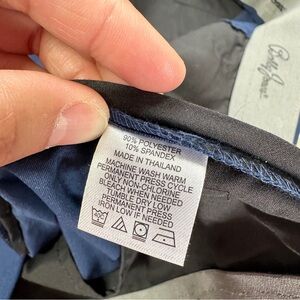 90% POLYESTER
10% SPANDEX
MADE IN THAILAND
MACHINE WASH WARM
PERMANENT PRESS CYCLE
ONLY NON-CHLORINE
BLEACH WHEN NEEDED
TUMBLE DRY LOW
PERMANENT PRESS
IRON LOW IF NEEDED